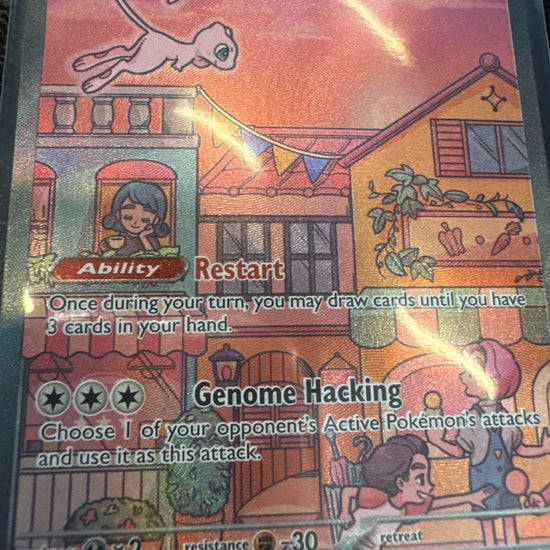 Ability Restart
Once during your turn, you may draw cards until you have
3 cards in your hand.
Genome Hacking
Choose 1 of your opponent's Active Pokémon's attacks
and use it as this attack.
×2 resistance -30 retreat